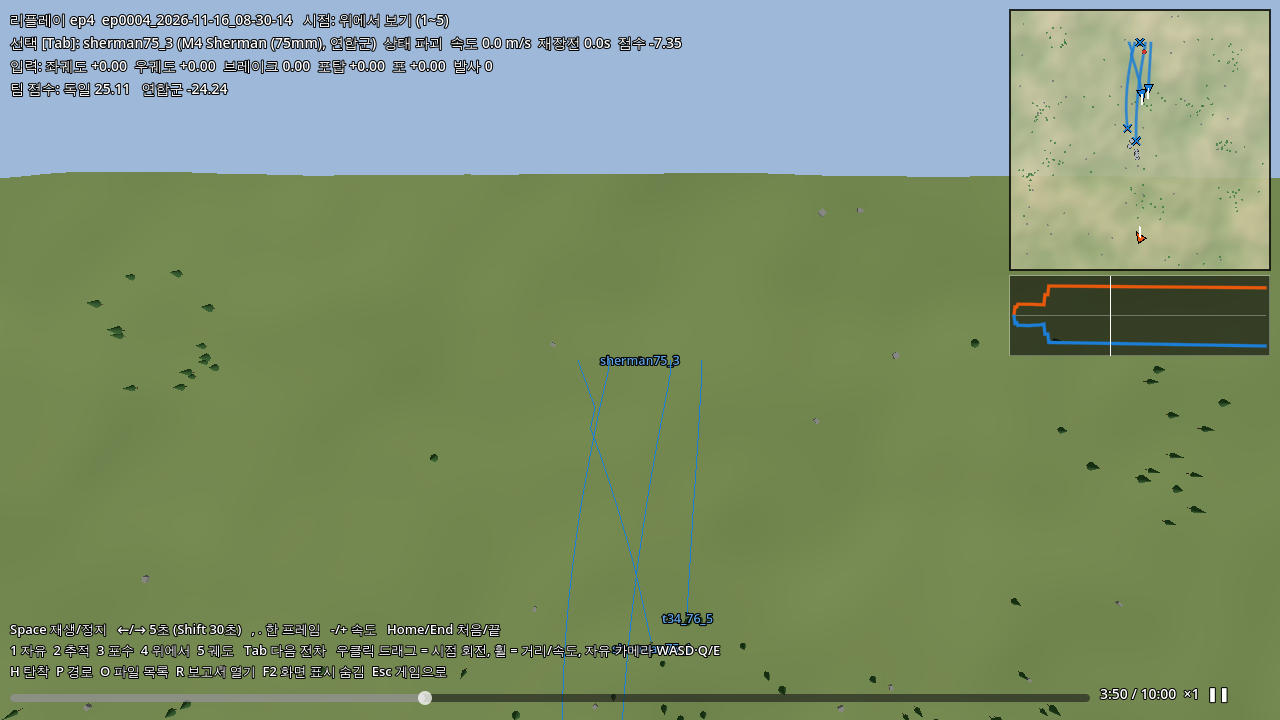 리플레이 ep4 ep0004_2026-11-16_08-30-14 시점: 위에서 보기 (1~5)
선택 [Tab]: sherman75_3 (M4 Sherman (75mm), 연합군) 상태 파괴 속도 0.0 m/s 재장전 0.0s 점수 -7.35
입력: 좌궤도 +0.00 우궤도 +0.00 브레이크 0.00 포탑 +0.00 포 +0.00 발사 0
팀 점수: 독일 25.11 연합군 -24.24
sherman75_3
t34_76_5
Space 재생/정지 ←/→ 5초 (Shift 30초) , . 한 프레임 -/+ 속도 Home/End 처음/끝
1 자유 2 추적 3 포수 4 위에서 5 궤도 Tab 다음 전차 우클릭 드래그 = 시점 회전, 휠 = 거리/속도, 자유 카메라 WASD·Q/E
H 탄착 P 경로 O 파일 목록 R 보고서 열기 F2 화면 표시 숨김 Esc 게임으로
3:50 / 10:00 ×1